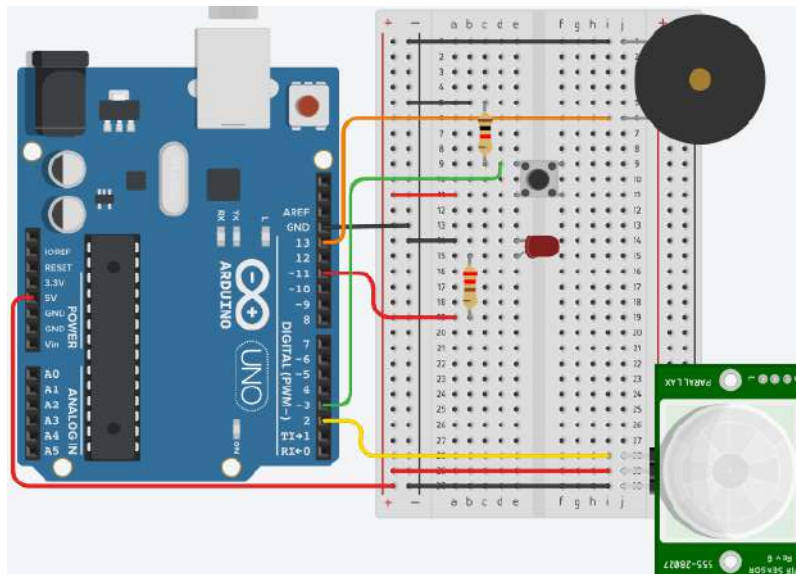 + − a b c d e f g h i j +
AREF
GND
13
12
~11
~10
~9
8
7
~6
~5
4
~3
2
TX→1
RX←0
DIGITAL (PWM~)
IOREF
RESET
3.3V
5V
GND
GND
Vin
POWER
A0
A1
A2
A3
A4
A5
ANALOG IN
RX
TX
L
ARDUINO
UNO
ON
PARALLAX
555-28027
PIR SENSOR
+ − a b c d e f g h i j